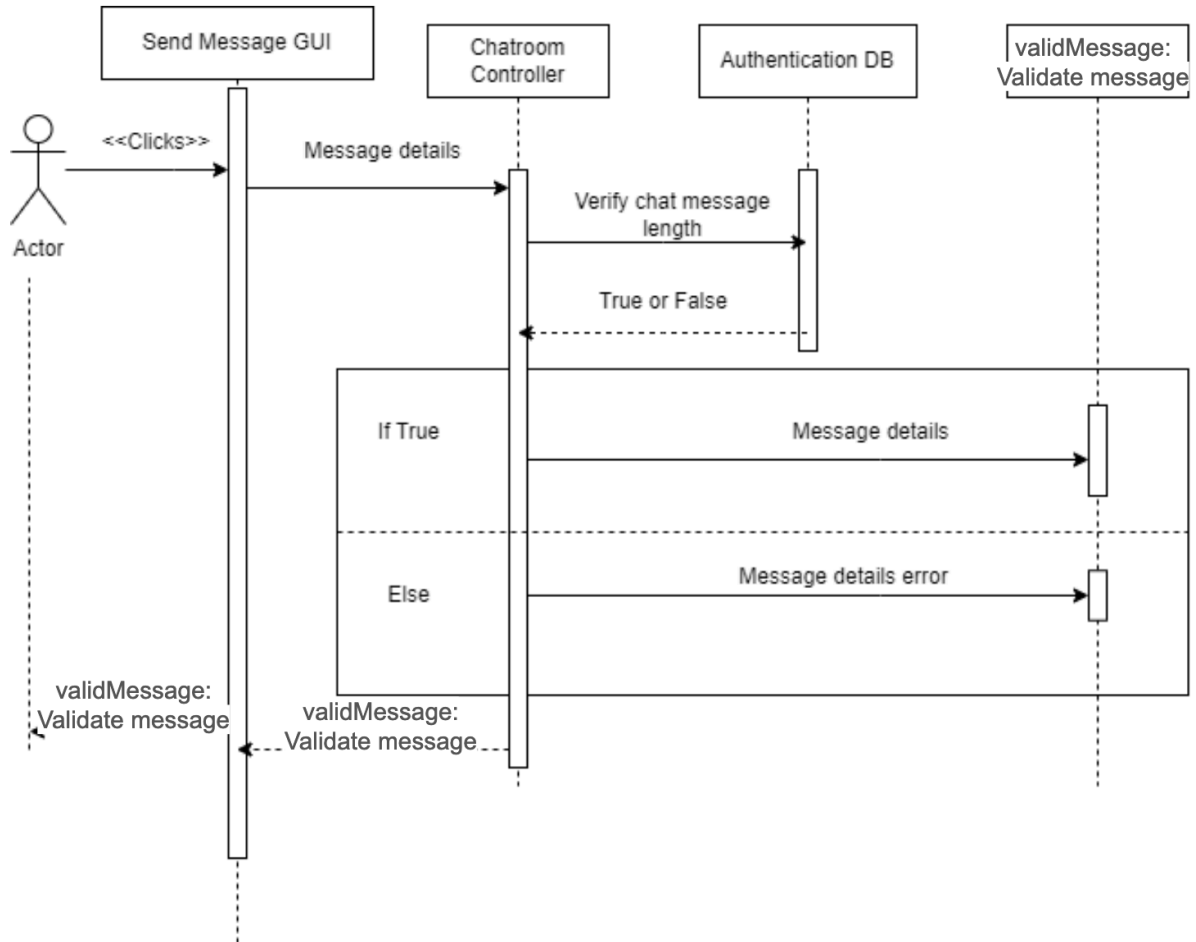 Send Message GUI
Chatroom
Controller
Authentication DB
validMessage:
Validate message
<<Clicks>>
Message details
Actor
Verify chat message
length
True or False
If True
Message details
Else
Message details error
validMessage:
Validate message
validMessage:
Validate message